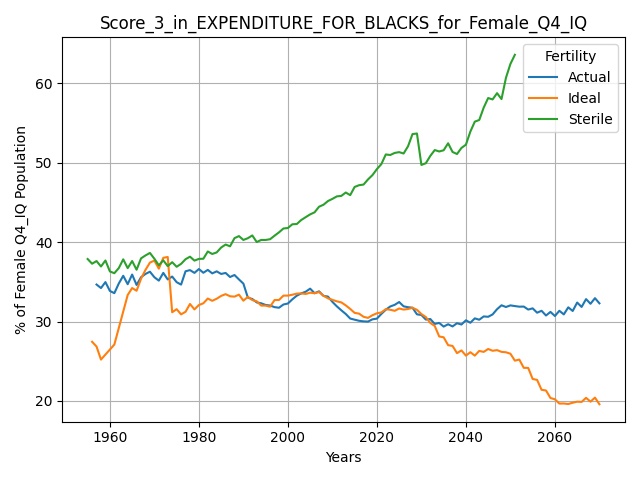 Score_3_in_EXPENDITURE_FOR_BLACKS_for_Female_Q4_IQ
Fertility
Actual
Ideal
Sterile
% of Female Q4_IQ Population
60
50
40
30
20
1960 1980 2000 2020 2040 2060
Years